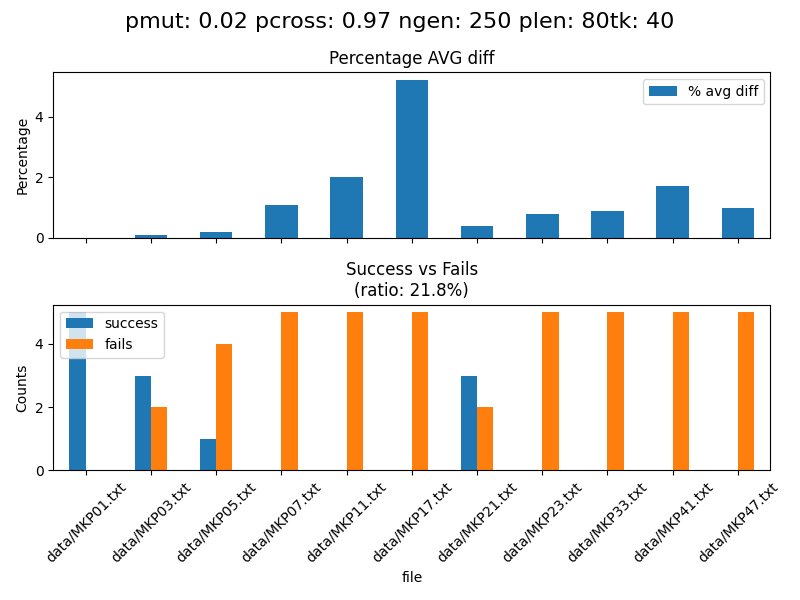 pmut: 0.02 pcross: 0.97 ngen: 250 plen: 80tk: 40
Percentage AVG diff
Percentage
4
2
0
% avg diff
Success vs Fails
(ratio: 21.8%)
Counts
4
2
0
success
fails
data/MKP01.txt
data/MKP03.txt
data/MKP05.txt
data/MKP07.txt
data/MKP11.txt
data/MKP17.txt
data/MKP21.txt
data/MKP23.txt
data/MKP33.txt
data/MKP41.txt
data/MKP47.txt
file